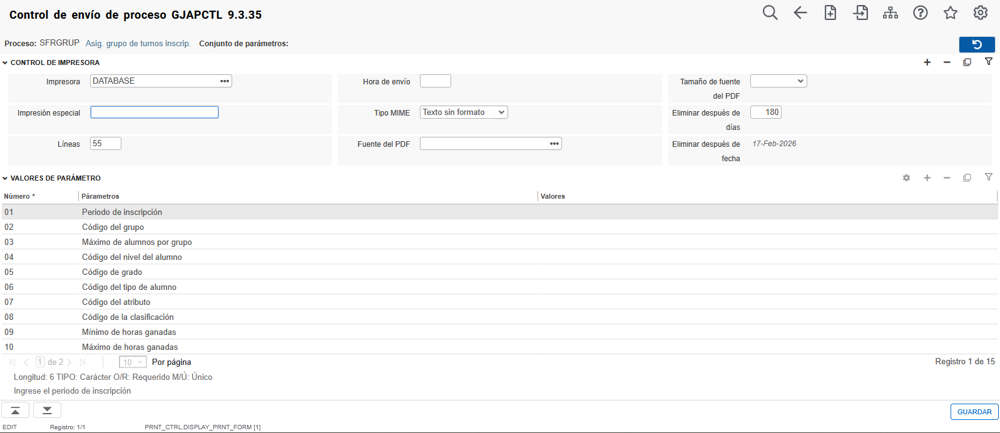 Control de envío de proceso GJAPCTL 9.3.35
Proceso: SFRGRUP Asig. grupo de turnos inscrip. Conjunto de parámetros:
CONTROL DE IMPRESORA
Impresora DATABASE Hora de envío Tamaño de fuente del PDF
Impresión especial Tipo MIME Texto sin formato Eliminar después de días 180
Líneas 55 Fuente del PDF Eliminar después de fecha 17-Feb-2026
VALORES DE PARÁMETRO
Número * Párametros Valores
01 Periodo de inscripción
02 Código del grupo
03 Máximo de alumnos por grupo
04 Código del nivel del alumno
05 Código de grado
06 Código del tipo de alumno
07 Código del atributo
08 Código de la clasificación
09 Mínimo de horas ganadas
10 Máximo de horas ganadas
1 de 2 10 Por página Registro 1 de 15
Longitud: 6 TIPO: Carácter O/R: Requerido M/Ú: Único
Ingrese el periodo de inscripción
GUARDAR
EDIT Registro: 1/1 PRNT_CTRL.DISPLAY_PRNT_FORM [1]